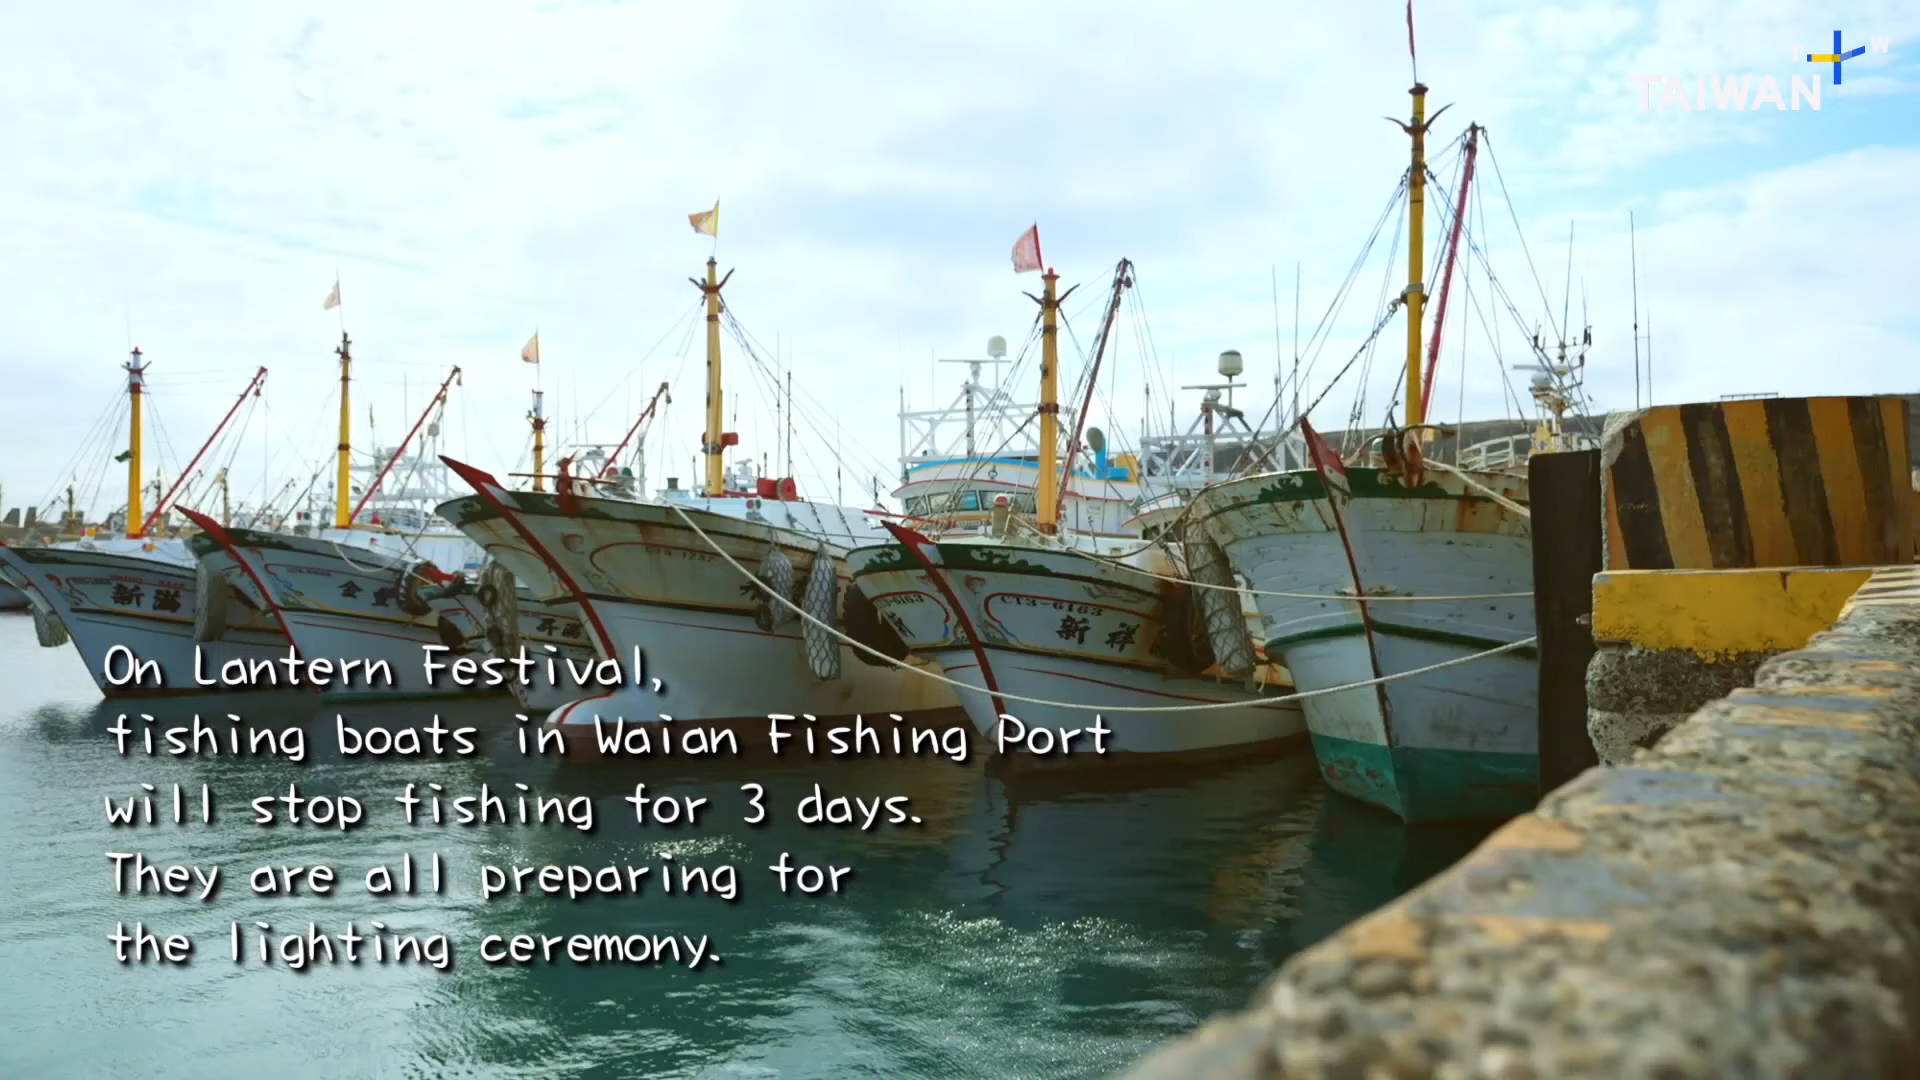 TAIWAN
On Lantern Festival,
fishing boats in Waian Fishing Port
will stop fishing for 3 days.
They are all preparing for
the lighting ceremony.
新滿
CT3-6163
新祥